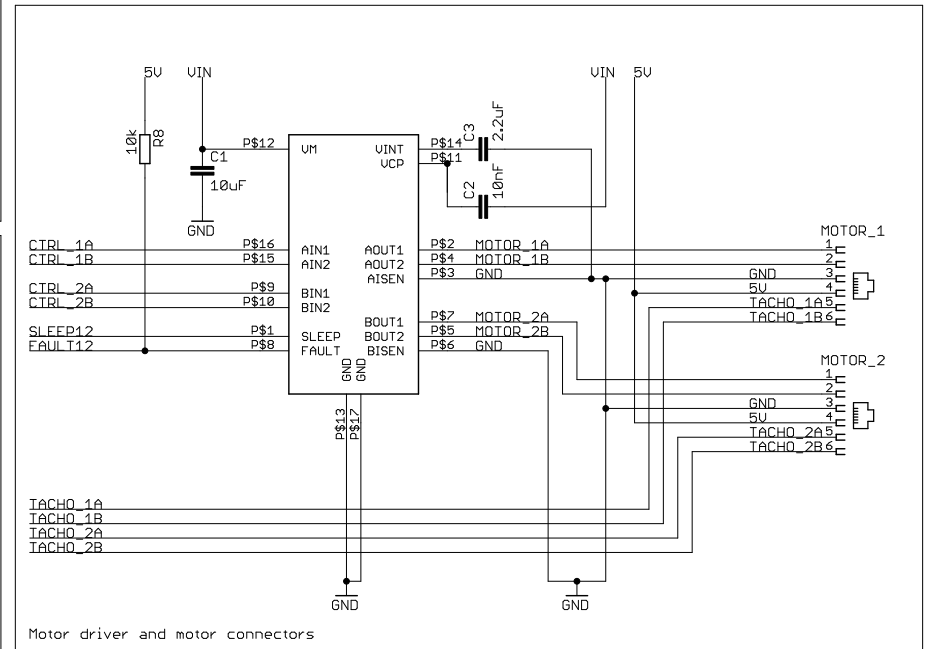 5V VIN VIN 5V
10k R8
P$12 VM
C1
10uF
GND
VINT P$14 C3 2.2uF
VCP P$11
C2 10nF
CTRL_1A P$16 AIN1
CTRL_1B P$15 AIN2
CTRL_2A P$9 BIN1
CTRL_2B P$10 BIN2
SLEEP12 P$1 SLEEP
FAULT12 P$8 FAULT
AOUT1 P$2 MOTOR_1A
AOUT2 P$4 MOTOR_1B
AISEN P$3 GND
BOUT1 P$7 MOTOR_2A
BOUT2 P$5 MOTOR_2B
BISEN P$6 GND
GND GND
P$13 P$17
MOTOR_1
1
2
GND 3
5V 4
TACHO_1A 5
TACHO_1B 6
MOTOR_2
1
2
GND 3
5V 4
TACHO_2A 5
TACHO_2B 6
TACHO_1A
TACHO_1B
TACHO_2A
TACHO_2B
GND GND
Motor driver and motor connectors